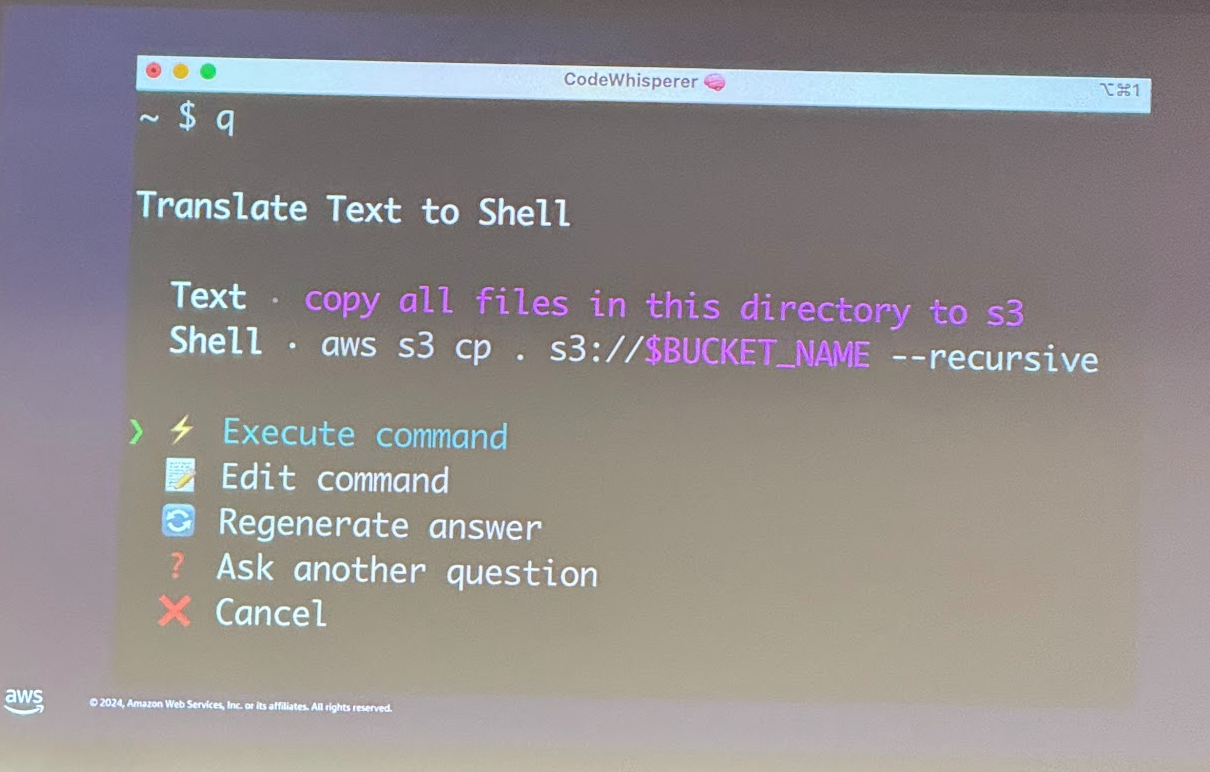 CodeWhisperer 🧠 ⌥⌘1
~ $ q
Translate Text to Shell
Text · copy all files in this directory to s3
Shell · aws s3 cp . s3://$BUCKET_NAME --recursive
❯ ⚡ Execute command
📝 Edit command
🔄 Regenerate answer
❓ Ask another question
❌ Cancel
aws
© 2024, Amazon Web Services, Inc. or its affiliates. All rights reserved.